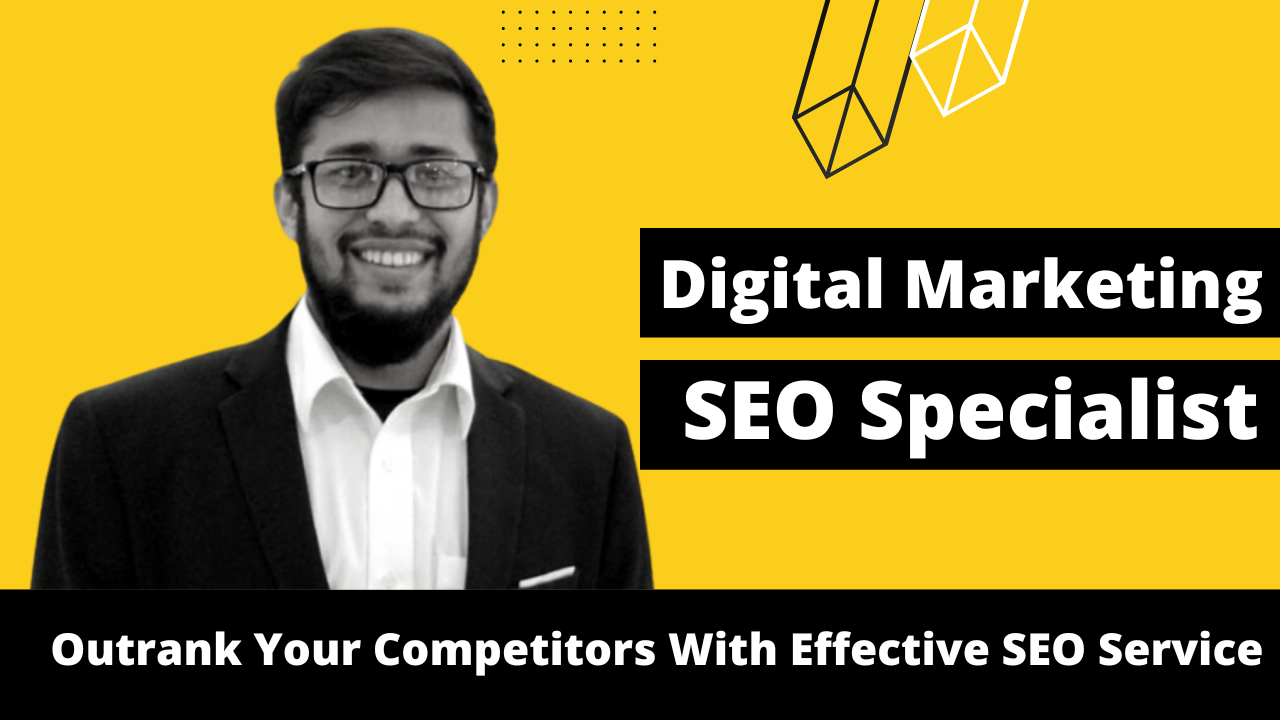 Digital Marketing
SEO Specialist
Outrank Your Competitors With Effective SEO Service